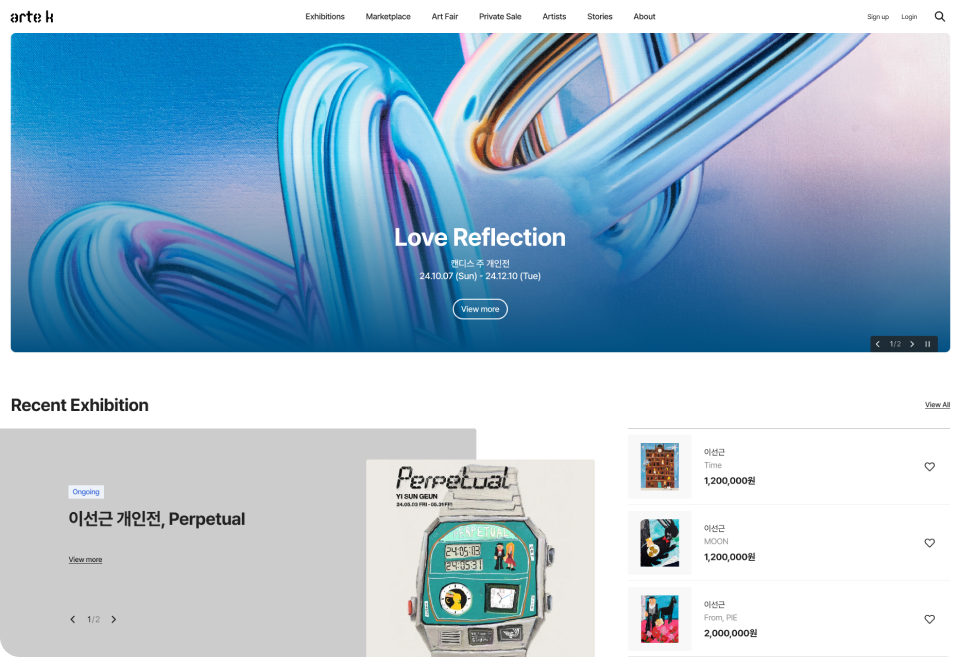 arte k
Exhibitions Marketplace Art Fair Private Sale Artists Stories About
Sign up Login
Love Reflection
캔디스 주 개인전
24.10.07 (Sun) - 24.12.10 (Tue)
View more
1/2
Recent Exhibition
View All
Ongoing
이선근 개인전, Perpetual
View more
1/2
Perpetual
YI SUN GEUN
24.05.03 FRI - 05.31 FRI
PERPETUAL
24:05:03
24:05:31
이선근
Time
1,200,000원
이선근
MOON
1,200,000원
이선근
From, PIE
2,000,000원